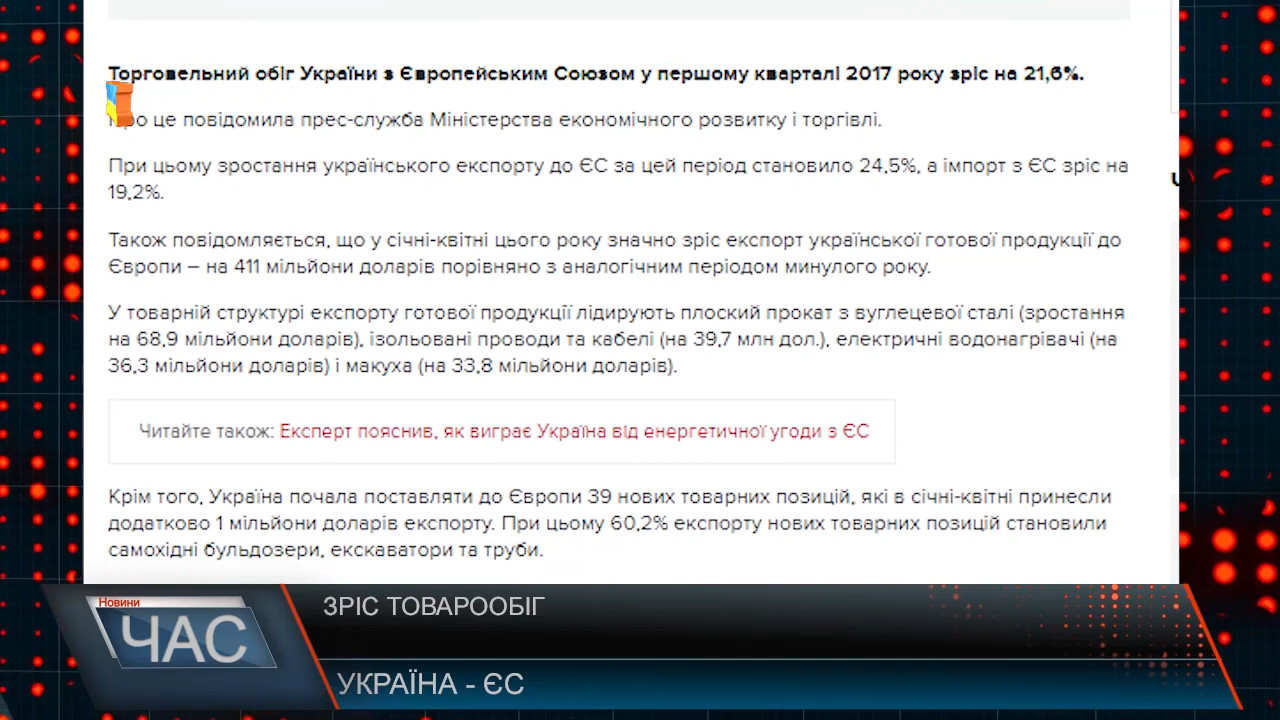 Торговельний обіг України з Європейським Союзом у першому кварталі 2017 року зріс на 21,6%.
Про це повідомила прес-служба Міністерства економічного розвитку і торгівлі.
При цьому зростання українського експорту до ЄС за цей період становило 24,5%, а імпорт з ЄС зріс на
19,2%.
Також повідомляється, що у січні-квітні цього року значно зріс експорт української готової продукції до
Європи – на 411 мільйони доларів порівняно з аналогічним періодом минулого року.
У товарній структурі експорту готової продукції лідирують плоский прокат з вуглецевої сталі (зростання
на 68,9 мільйони доларів), ізольовані проводи та кабелі (на 39,7 млн дол.), електричні водонагрівачі (на
36,3 мільйони доларів) і макуха (на 33,8 мільйони доларів).
Читайте також: Експерт пояснив, як виграє Україна від енергетичної угоди з ЄС
Крім того, Україна почала поставляти до Європи 39 нових товарних позицій, які в січні-квітні принесли
додатково 1 мільйони доларів експорту. При цьому 60,2% експорту нових товарних позицій становили
самохідні бульдозери, екскаватори та труби.
Новини
ЧАС
ЗРІС ТОВАРООБІГ
УКРАЇНА - ЄС